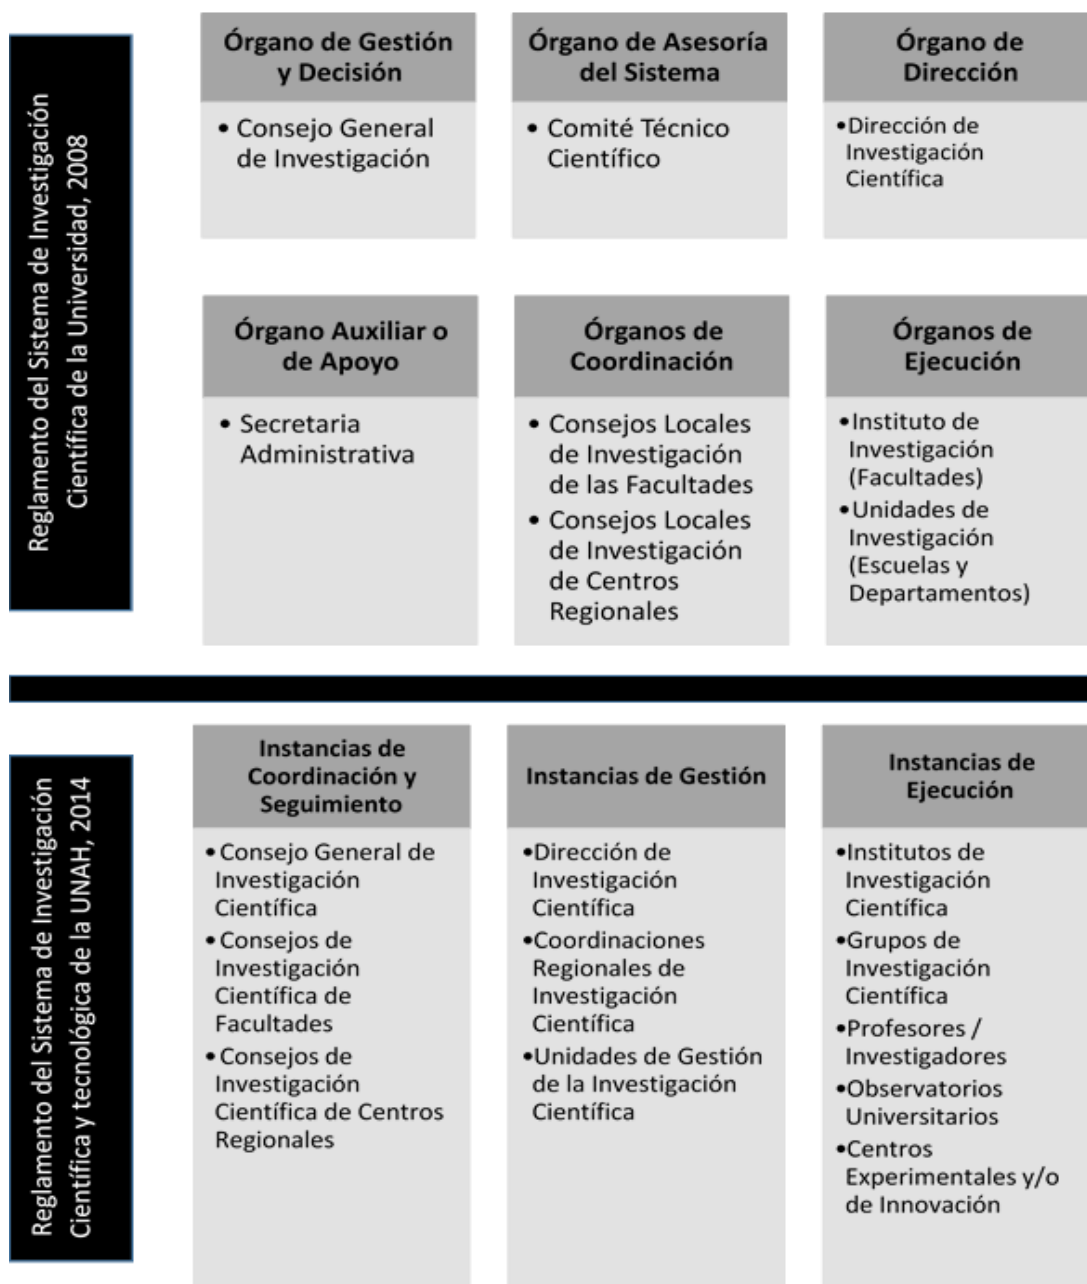 Reglamento del Sistema de Investigación
Científica de la Universidad, 2008
Órgano de Gestión
y Decisión
• Consejo General
de Investigación
Órgano de Asesoría
del Sistema
• Comité Técnico
Científico
Órgano de
Dirección
•Dirección de
Investigación
Científica
Órgano Auxiliar o
de Apoyo
• Secretaria
Administrativa
Órganos de
Coordinación
• Consejos Locales
de Investigación
de las Facultades
• Consejos Locales
de Investigación
de Centros
Regionales
Órganos de
Ejecución
•Instituto de
Investigación
(Facultades)
•Unidades de
Investigación
(Escuelas y
Departamentos)
Reglamento del Sistema de Investigación
Científica y tecnológica de la UNAH, 2014
Instancias de
Coordinación y
Seguimiento
•Consejo General de
Investigación
Científica
•Consejos de
Investigación
Científica de
Facultades
•Consejos de
Investigación
Científica de Centros
Regionales
Instancias de Gestión
•Dirección de
Investigación
Científica
•Coordinaciones
Regionales de
Investigación
Científica
•Unidades de Gestión
de la Investigación
Científica
Instancias de
Ejecución
•Institutos de
Investigación
Científica
•Grupos de
Investigación
Científica
•Profesores /
Investigadores
•Observatorios
Universitarios
•Centros
Experimentales y/o
de Innovación